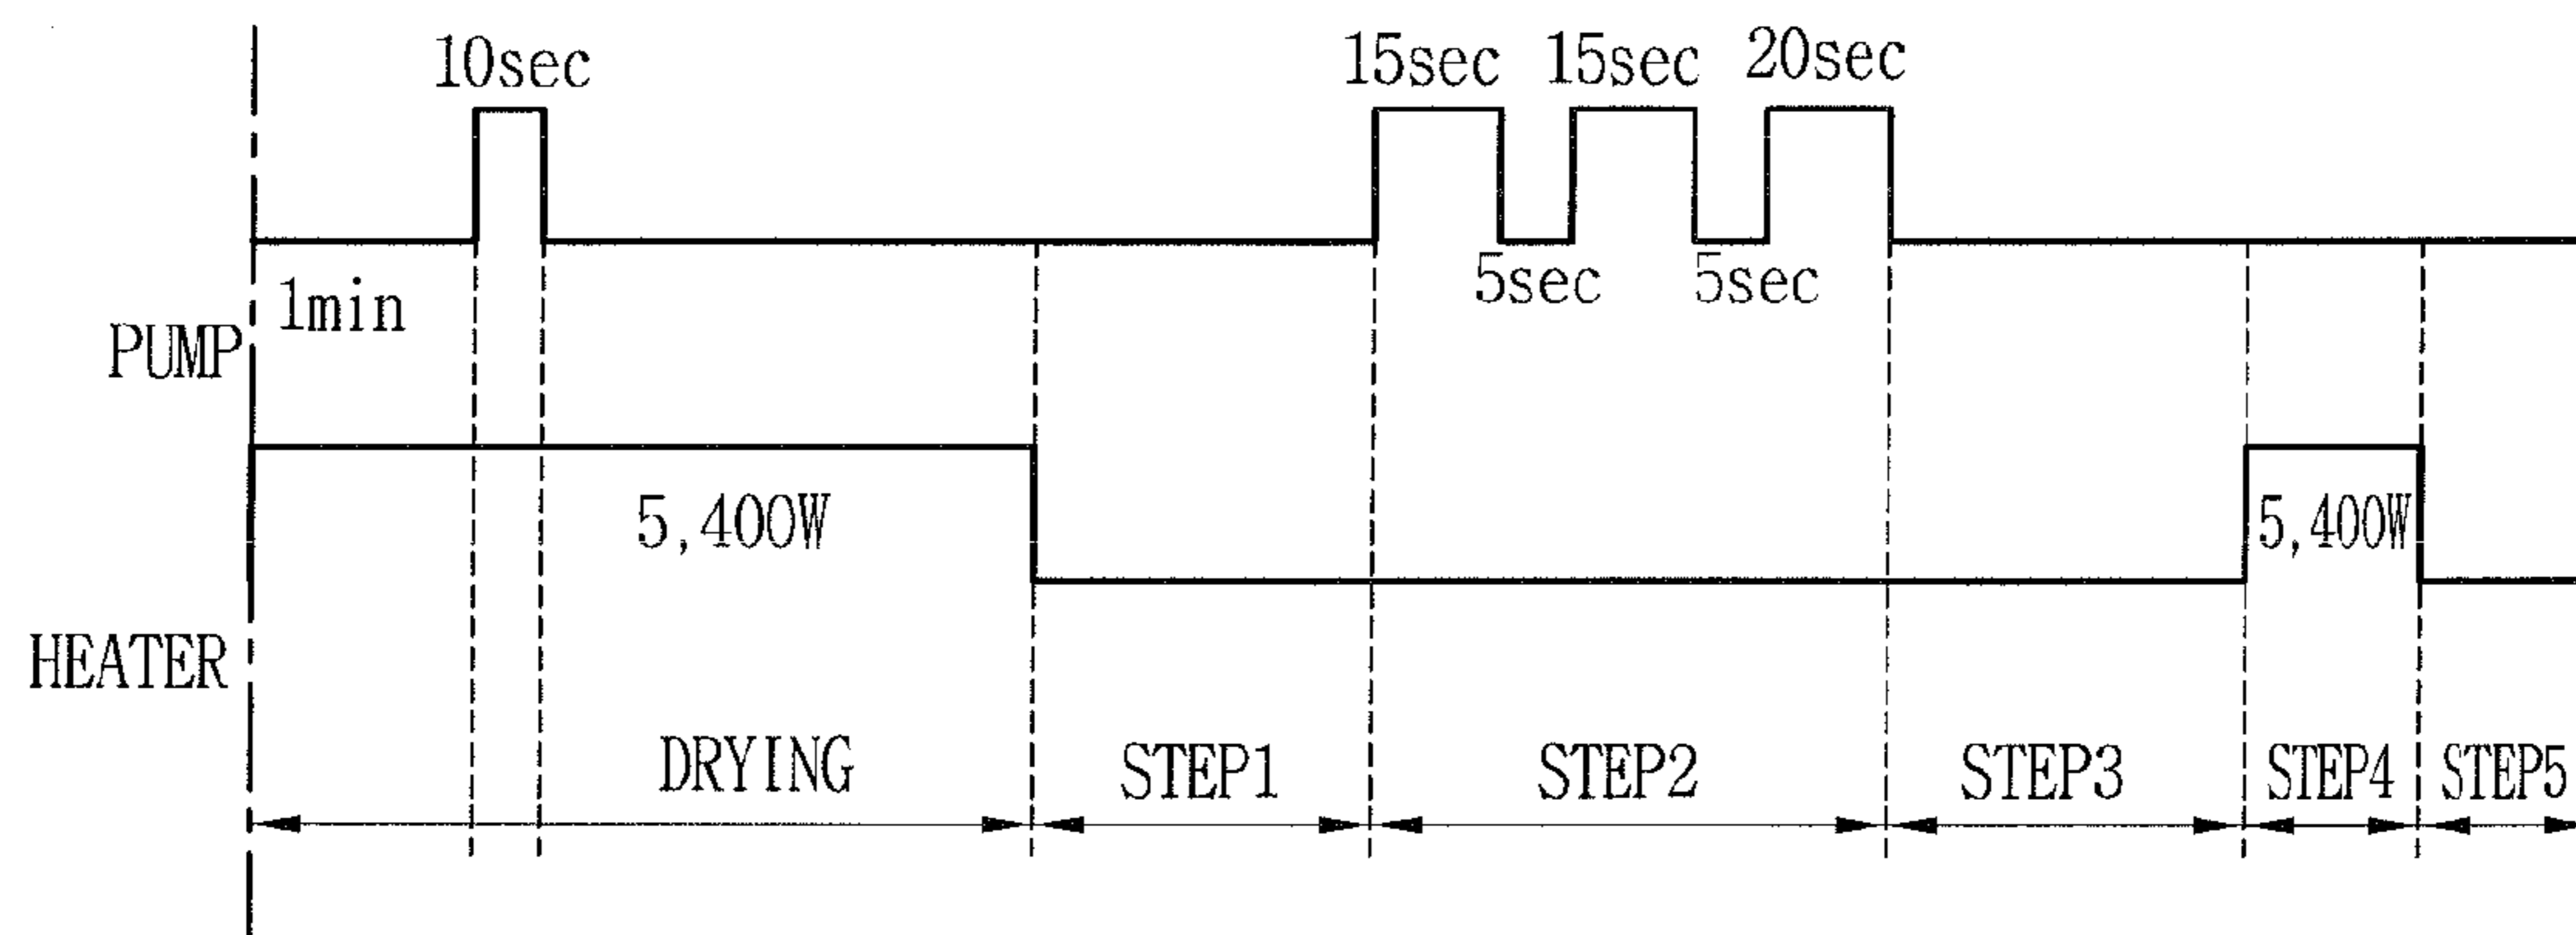 10sec
15sec 15sec 20sec
5sec 5sec
1min
PUMP
5,400W 5,400W
HEATER
DRYING STEP1 STEP2 STEP3 STEP4 STEP5